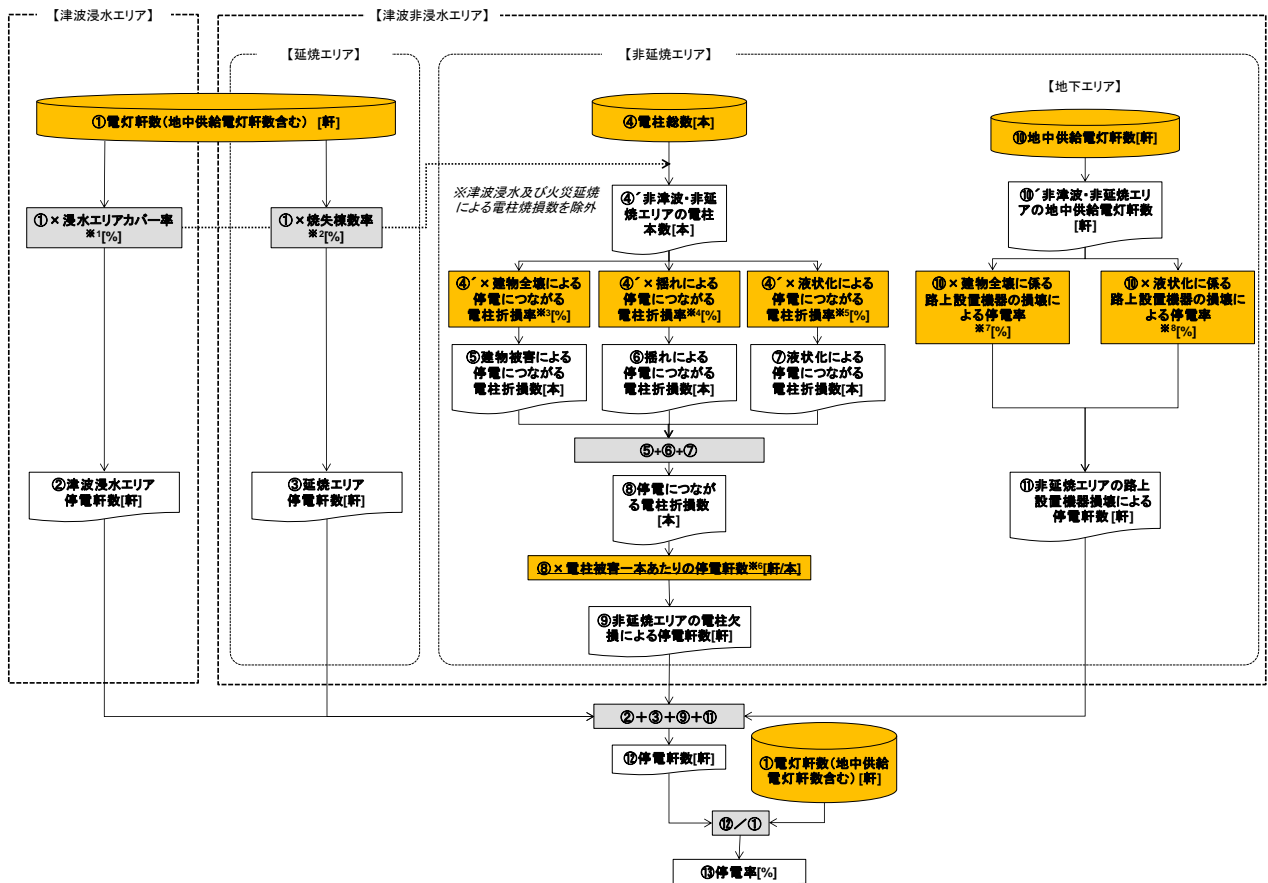 【津波浸水エリア】
【津波非浸水エリア】
【延焼エリア】
【非延焼エリア】
【地下エリア】
①電灯軒数(地中供給電灯軒数含む) [軒]
④電柱総数[本]
⑩地中供給電灯軒数[軒]
※津波浸水及び火災延焼
による電柱焼損数を除外
④´非津波・非延
焼エリアの電柱
本数[本]
⑩´非津波・非延焼エリ
アの地中供給電灯軒数
[軒]
①×浸水エリアカバー率
※1[%]
①×焼失棟数率
※2[%]
④´×建物全壊による
停電につながる
電柱折損率※3[%]
④´×揺れによる
停電につながる
電柱折損率※4[%]
④´×液状化による
停電につながる
電柱折損率※5[%]
⑩×建物全壊に係る
路上設置機器の損壊に
よる停電率
※7[%]
⑩×液状化に係る
路上設置機器の損壊に
よる停電率
※8[%]
⑤建物被害による
停電につながる
電柱折損数[本]
⑥揺れによる
停電につながる
電柱折損数[本]
⑦液状化による
停電につながる
電柱折損数[本]
⑤+⑥+⑦
②津波浸水エリア
停電軒数[軒]
③延焼エリア
停電軒数[軒]
⑧停電につなが
る電柱折損数
[本]
⑪非延焼エリアの路上
設置機器損壊による
停電軒数[軒]
⑧×電柱被害一本あたりの停電軒数※6[軒/本]
⑨非延焼エリアの電柱欠
損による停電軒数[軒]
②+③+⑨+⑪
⑫停電軒数[軒]
①電灯軒数(地中供給
電灯軒数含む) [軒]
⑫/①
⑬停電率[%]